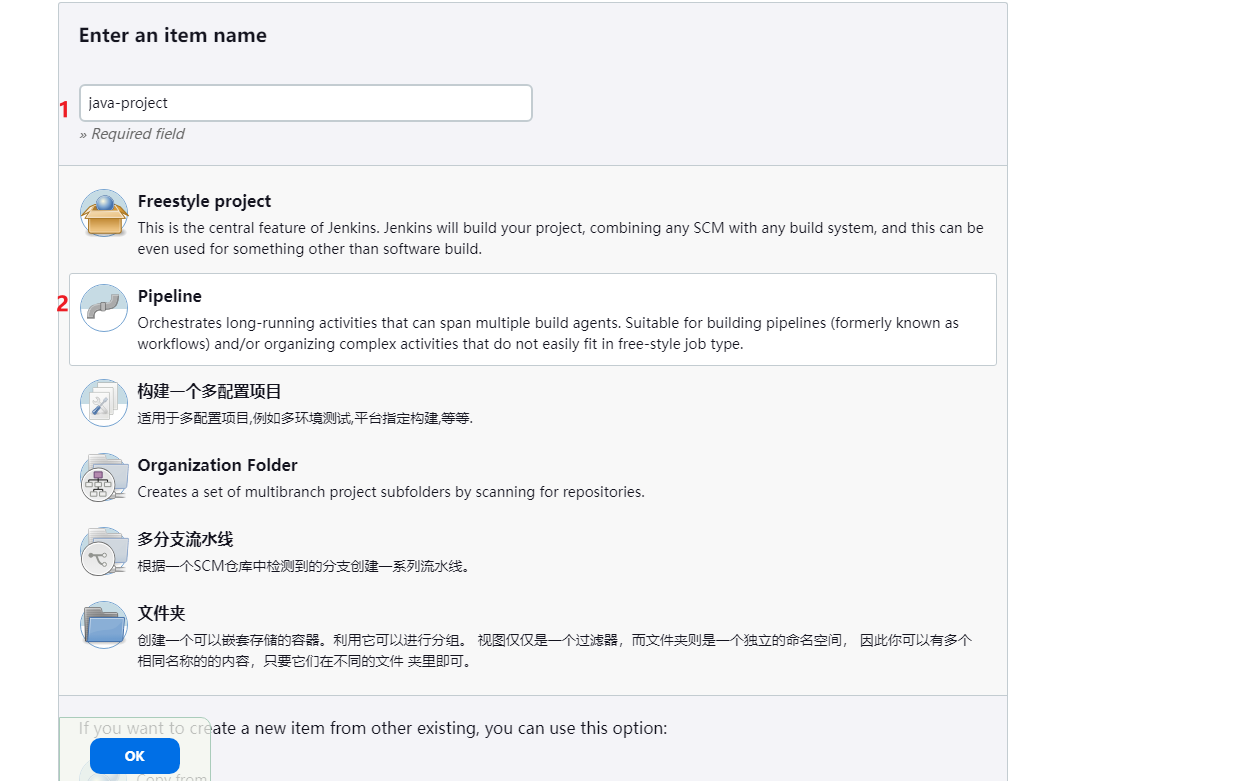 Enter an item name
1
java-project
» Required field
Freestyle project
This is the central feature of Jenkins. Jenkins will build your project, combining any SCM with any build system, and this can be
even used for something other than software build.
2
Pipeline
Orchestrates long-running activities that can span multiple build agents. Suitable for building pipelines (formerly known as
workflows) and/or organizing complex activities that do not easily fit in free-style job type.
构建一个多配置项目
适用于多配置项目,例如多环境测试,平台指定构建,等等.
Organization Folder
Creates a set of multibranch project subfolders by scanning for repositories.
多分支流水线
根据一个SCM仓库中检测到的分支创建一系列流水线。
文件夹
创建一个可以嵌套存储的容器。利用它可以进行分组。 视图仅仅是一个过滤器，而文件夹则是一个独立的命名空间， 因此你可以有多个
相同名称的的内容，只要它们在不同的文件 夹里即可。
If you want to create a new item from other existing, you can use this option:
OK
Copy from